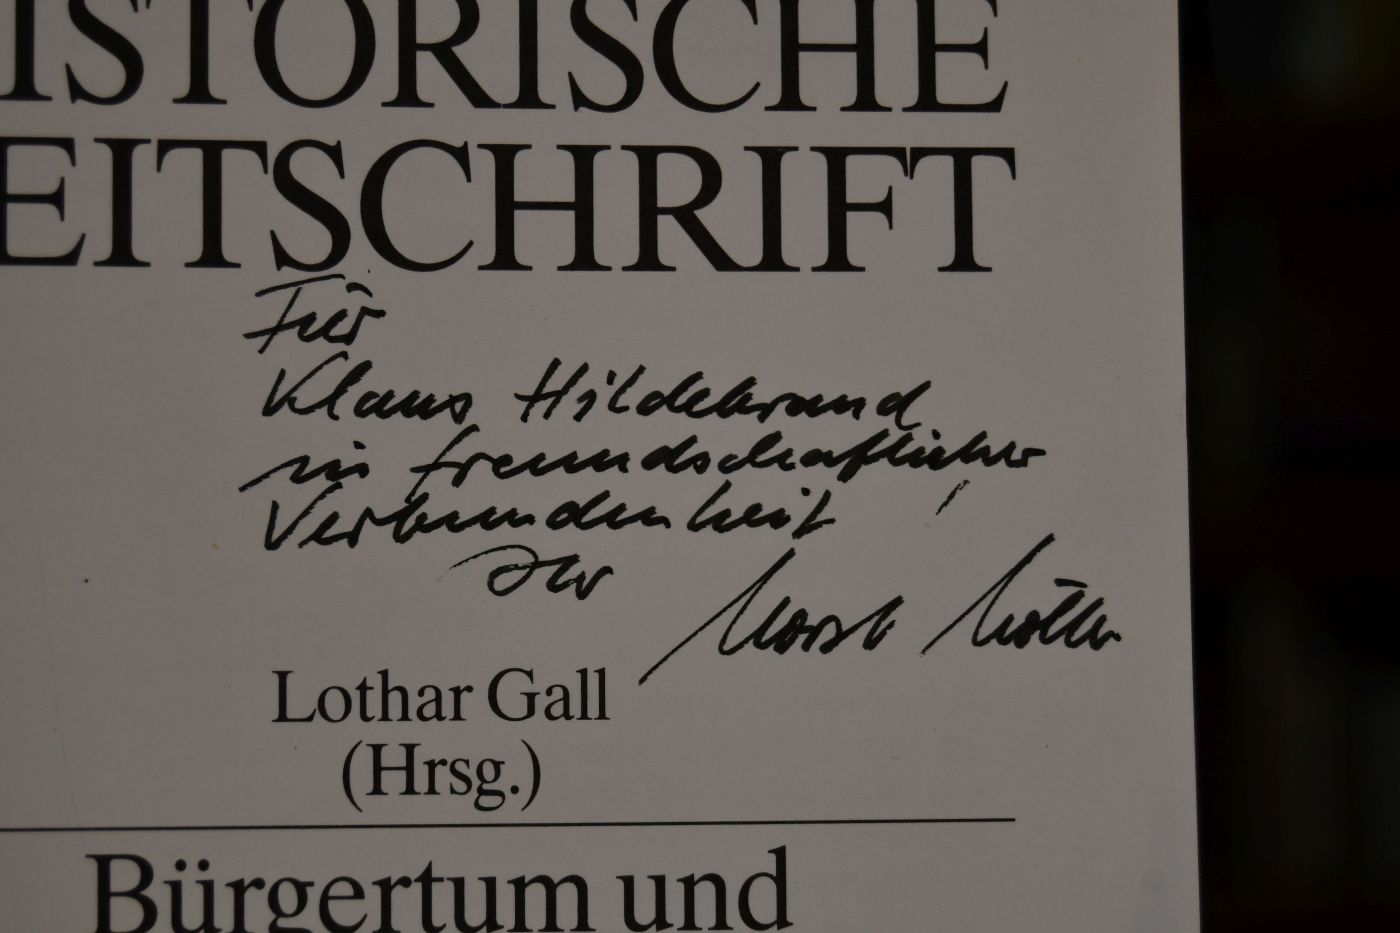 ISTORISCHE
EITSCHRIFT
Für
Klaus Hildebrand
in freundschaftlicher
Verbundenheit
Ihr
Horst Möller
Lothar Gall
(Hrsg.)
Bürgertum und